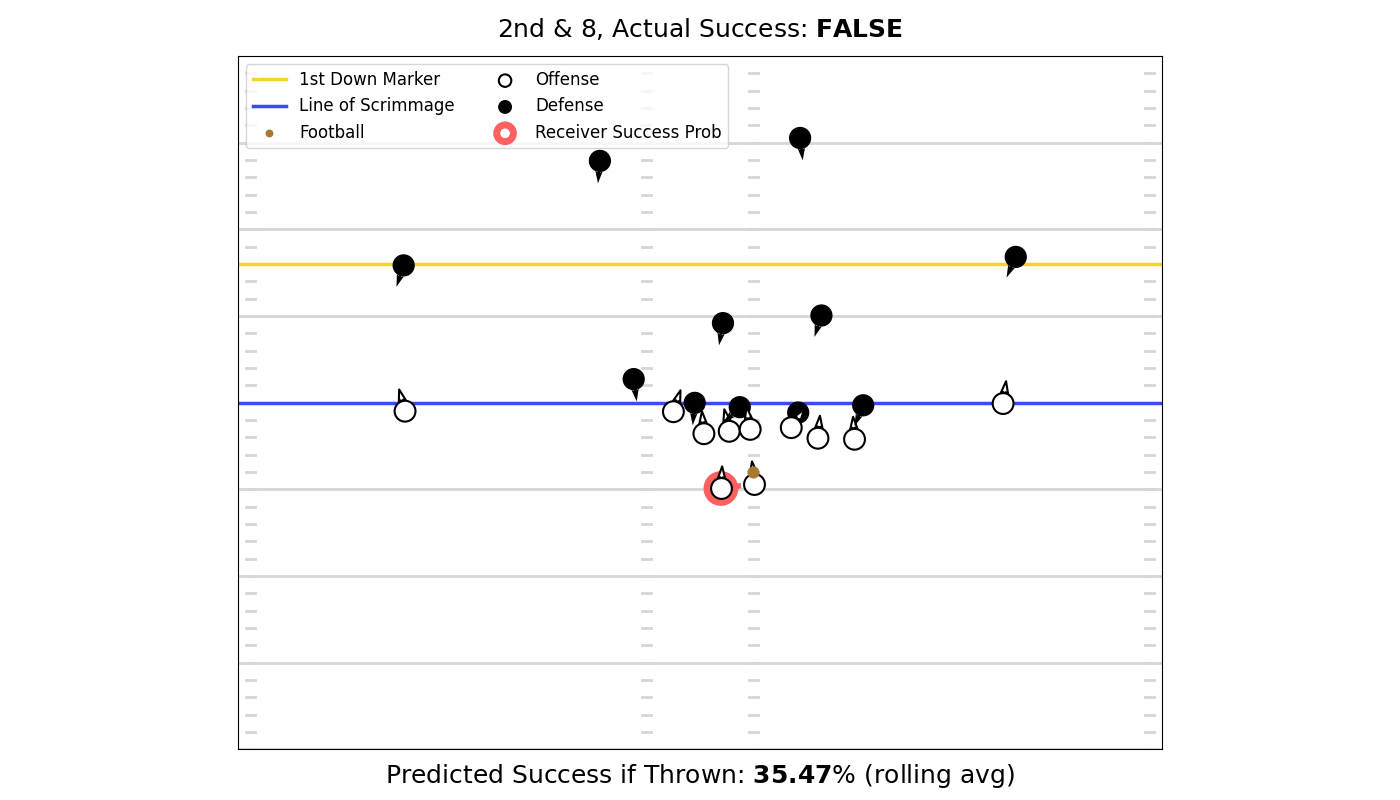 2nd & 8, Actual Success: FALSE
1st Down Marker
Line of Scrimmage
Football
Offense
Defense
Receiver Success Prob
Predicted Success if Thrown: 35.47% (rolling avg)